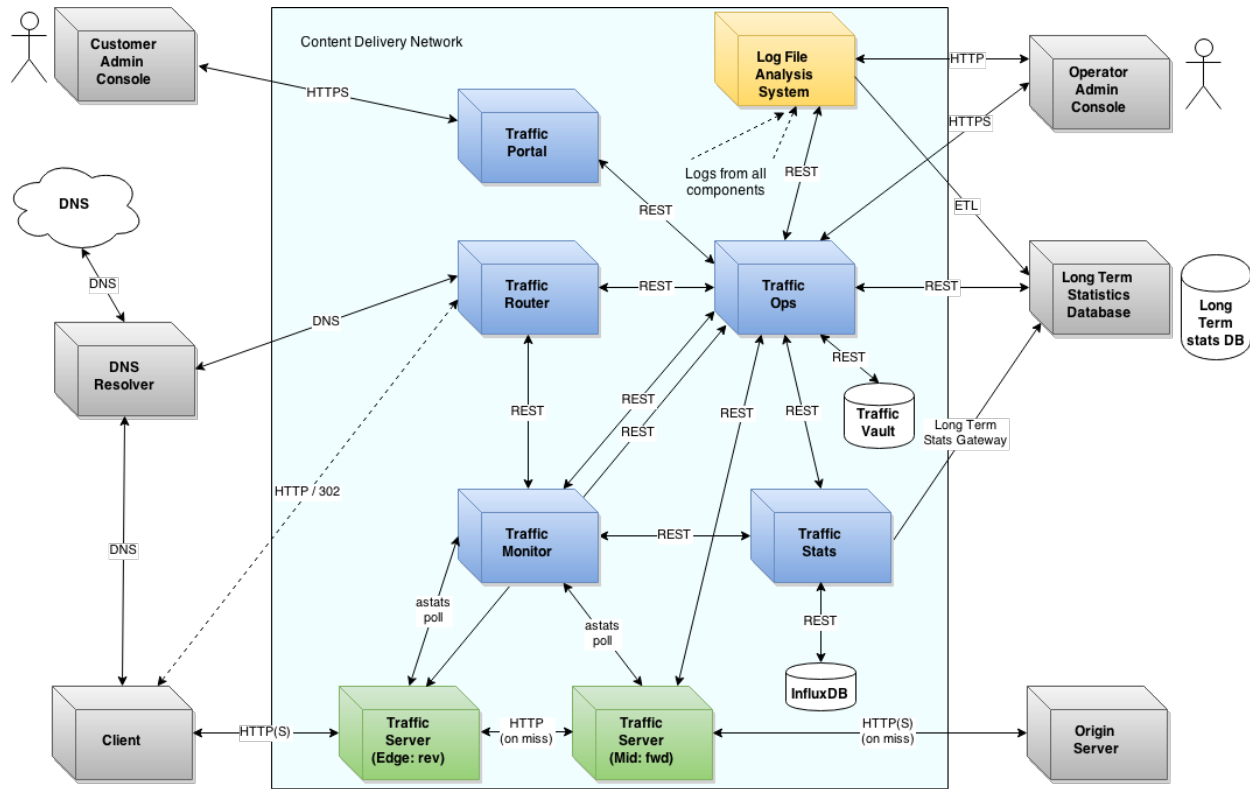 Content Delivery Network
Customer
Admin
Console
HTTPS
Traffic
Portal
Log File
Analysis
System
HTTP
Operator
Admin
Console
HTTPS
Logs from all
components
REST
REST
ETL
DNS
DNS
Traffic
Router
REST
Traffic
Ops
REST
Long Term
Statistics
Database
Long
Term
stats DB
DNS
DNS
Resolver
REST
REST
REST
REST
REST
REST
Traffic
Vault
Long Term
Stats Gateway
HTTP / 302
DNS
Traffic
Monitor
REST
Traffic
Stats
astats
poll
astats
poll
REST
InfluxDB
Client
HTTP(S)
Traffic
Server
(Edge: rev)
HTTP
(on miss)
Traffic
Server
(Mid: fwd)
HTTP(S)
(on miss)
Origin
Server